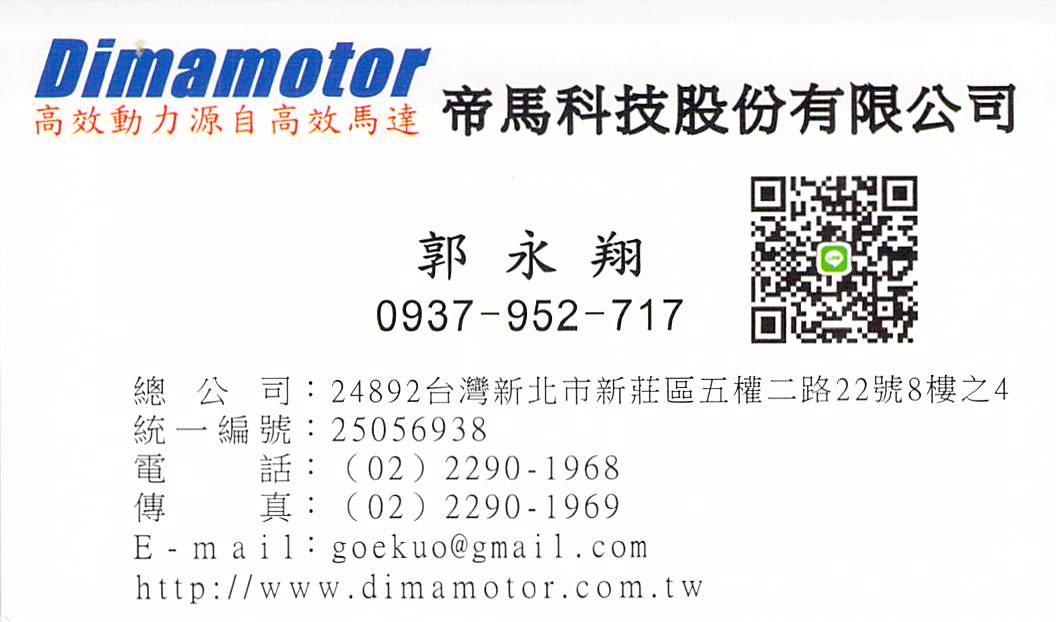 Dimamotor
高效動力源自高效馬達
帝馬科技股份有限公司
郭永翔
0937-952-717
總公司：24892台灣新北市新莊區五權二路22號8樓之4
統一編號：25056938
電話：（02）2290-1968
傳真：（02）2290-1969
E-mail：goekuo@gmail.com
http://www.dimamotor.com.tw